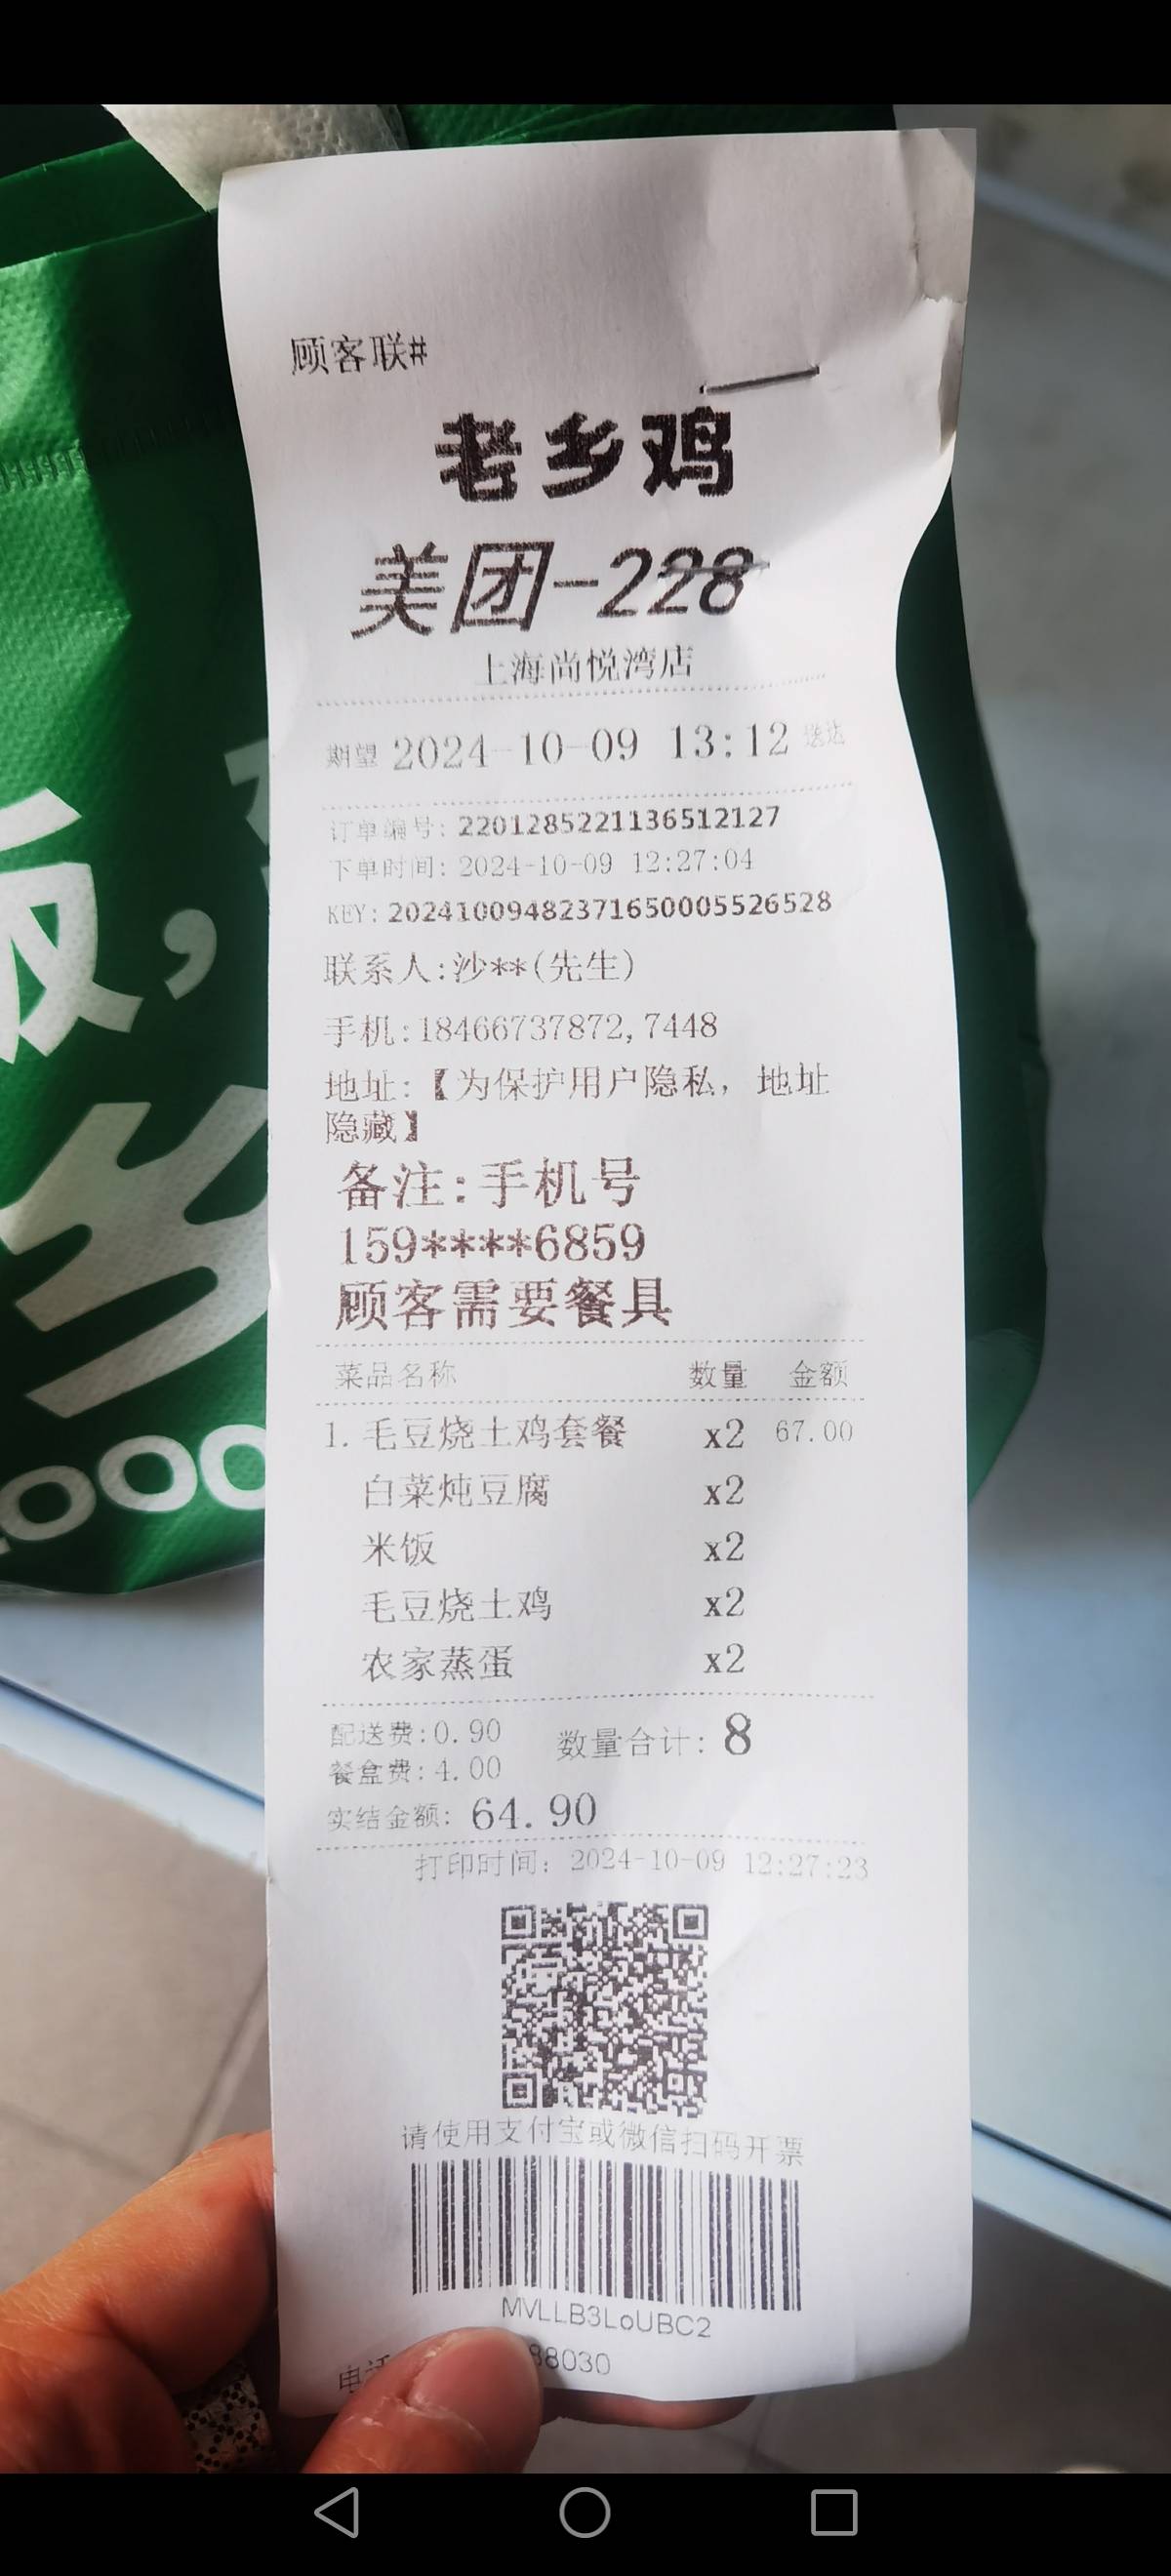 顾客联#
老乡鸡
美团-228
上海尚悦湾店
期望 2024-10-09 13:12 送达
订单编号: 2201285221136512127
下单时间: 2024-10-09 12:27:04
KEY: 20241009482371650005526528
联系人:沙**(先生)
手机:18466737872,7448
地址:【为保护用户隐私, 地址
隐藏】
备注:手机号
159****6859
顾客需要餐具
菜品名称 数量 金额
1. 毛豆烧土鸡套餐 x2 67.00
白菜炖豆腐 x2
米饭 x2
毛豆烧土鸡 x2
农家蒸蛋 x2
配送费:0.90 数量合计: 8
餐盒费:4.00
实结金额: 64.90
打印时间: 2024-10-09 12:27:23
请使用支付宝或微信扫码开票
MVLLB3LoUBC2
电话 88030
饭,
乡
000